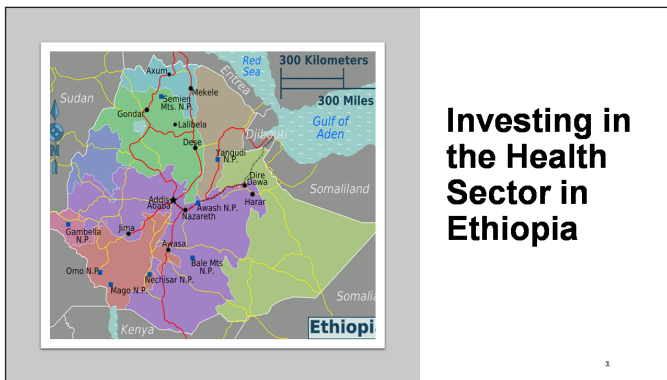 Investing in
the Health
Sector in
Ethiopia
Red
Sea
300 Kilometers
300 Miles
Gulf of
Aden
Eritrea
Axum
Mekele
Sudan
Semien
Mts. N.P.
Gondar
Lalibela
Djibouti
Dese
Yangudi
N.P.
Dire
Dawa
Somaliland
Addis
Ababa
Awash N.P.
Harar
Nazareth
Gambella
N.P.
Jima
Awasa
Bale Mts
N.P.
Omo N.P.
Nechisar N.P.
Mago N.P.
Somalia
Kenya
Ethiopi
N
1